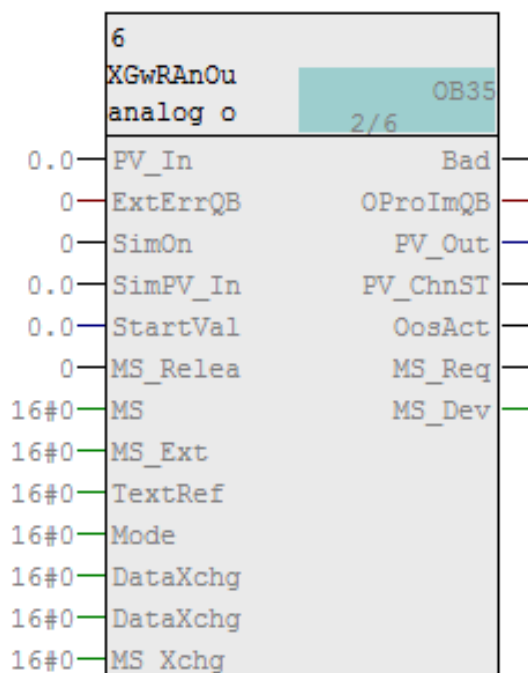 6
XGwRAnOu
analog o
OB35
2/6
0.0 PV_In Bad
0 ExtErrQB OProImQB
0 SimOn PV_Out
0.0 SimPV_In PV_ChnST
0.0 StartVal OosAct
0 MS_Relea MS_Req
16#0 MS MS_Dev
16#0 MS_Ext
16#0 TextRef
16#0 Mode
16#0 DataXchg
16#0 DataXchg
16#0 MS_Xchg